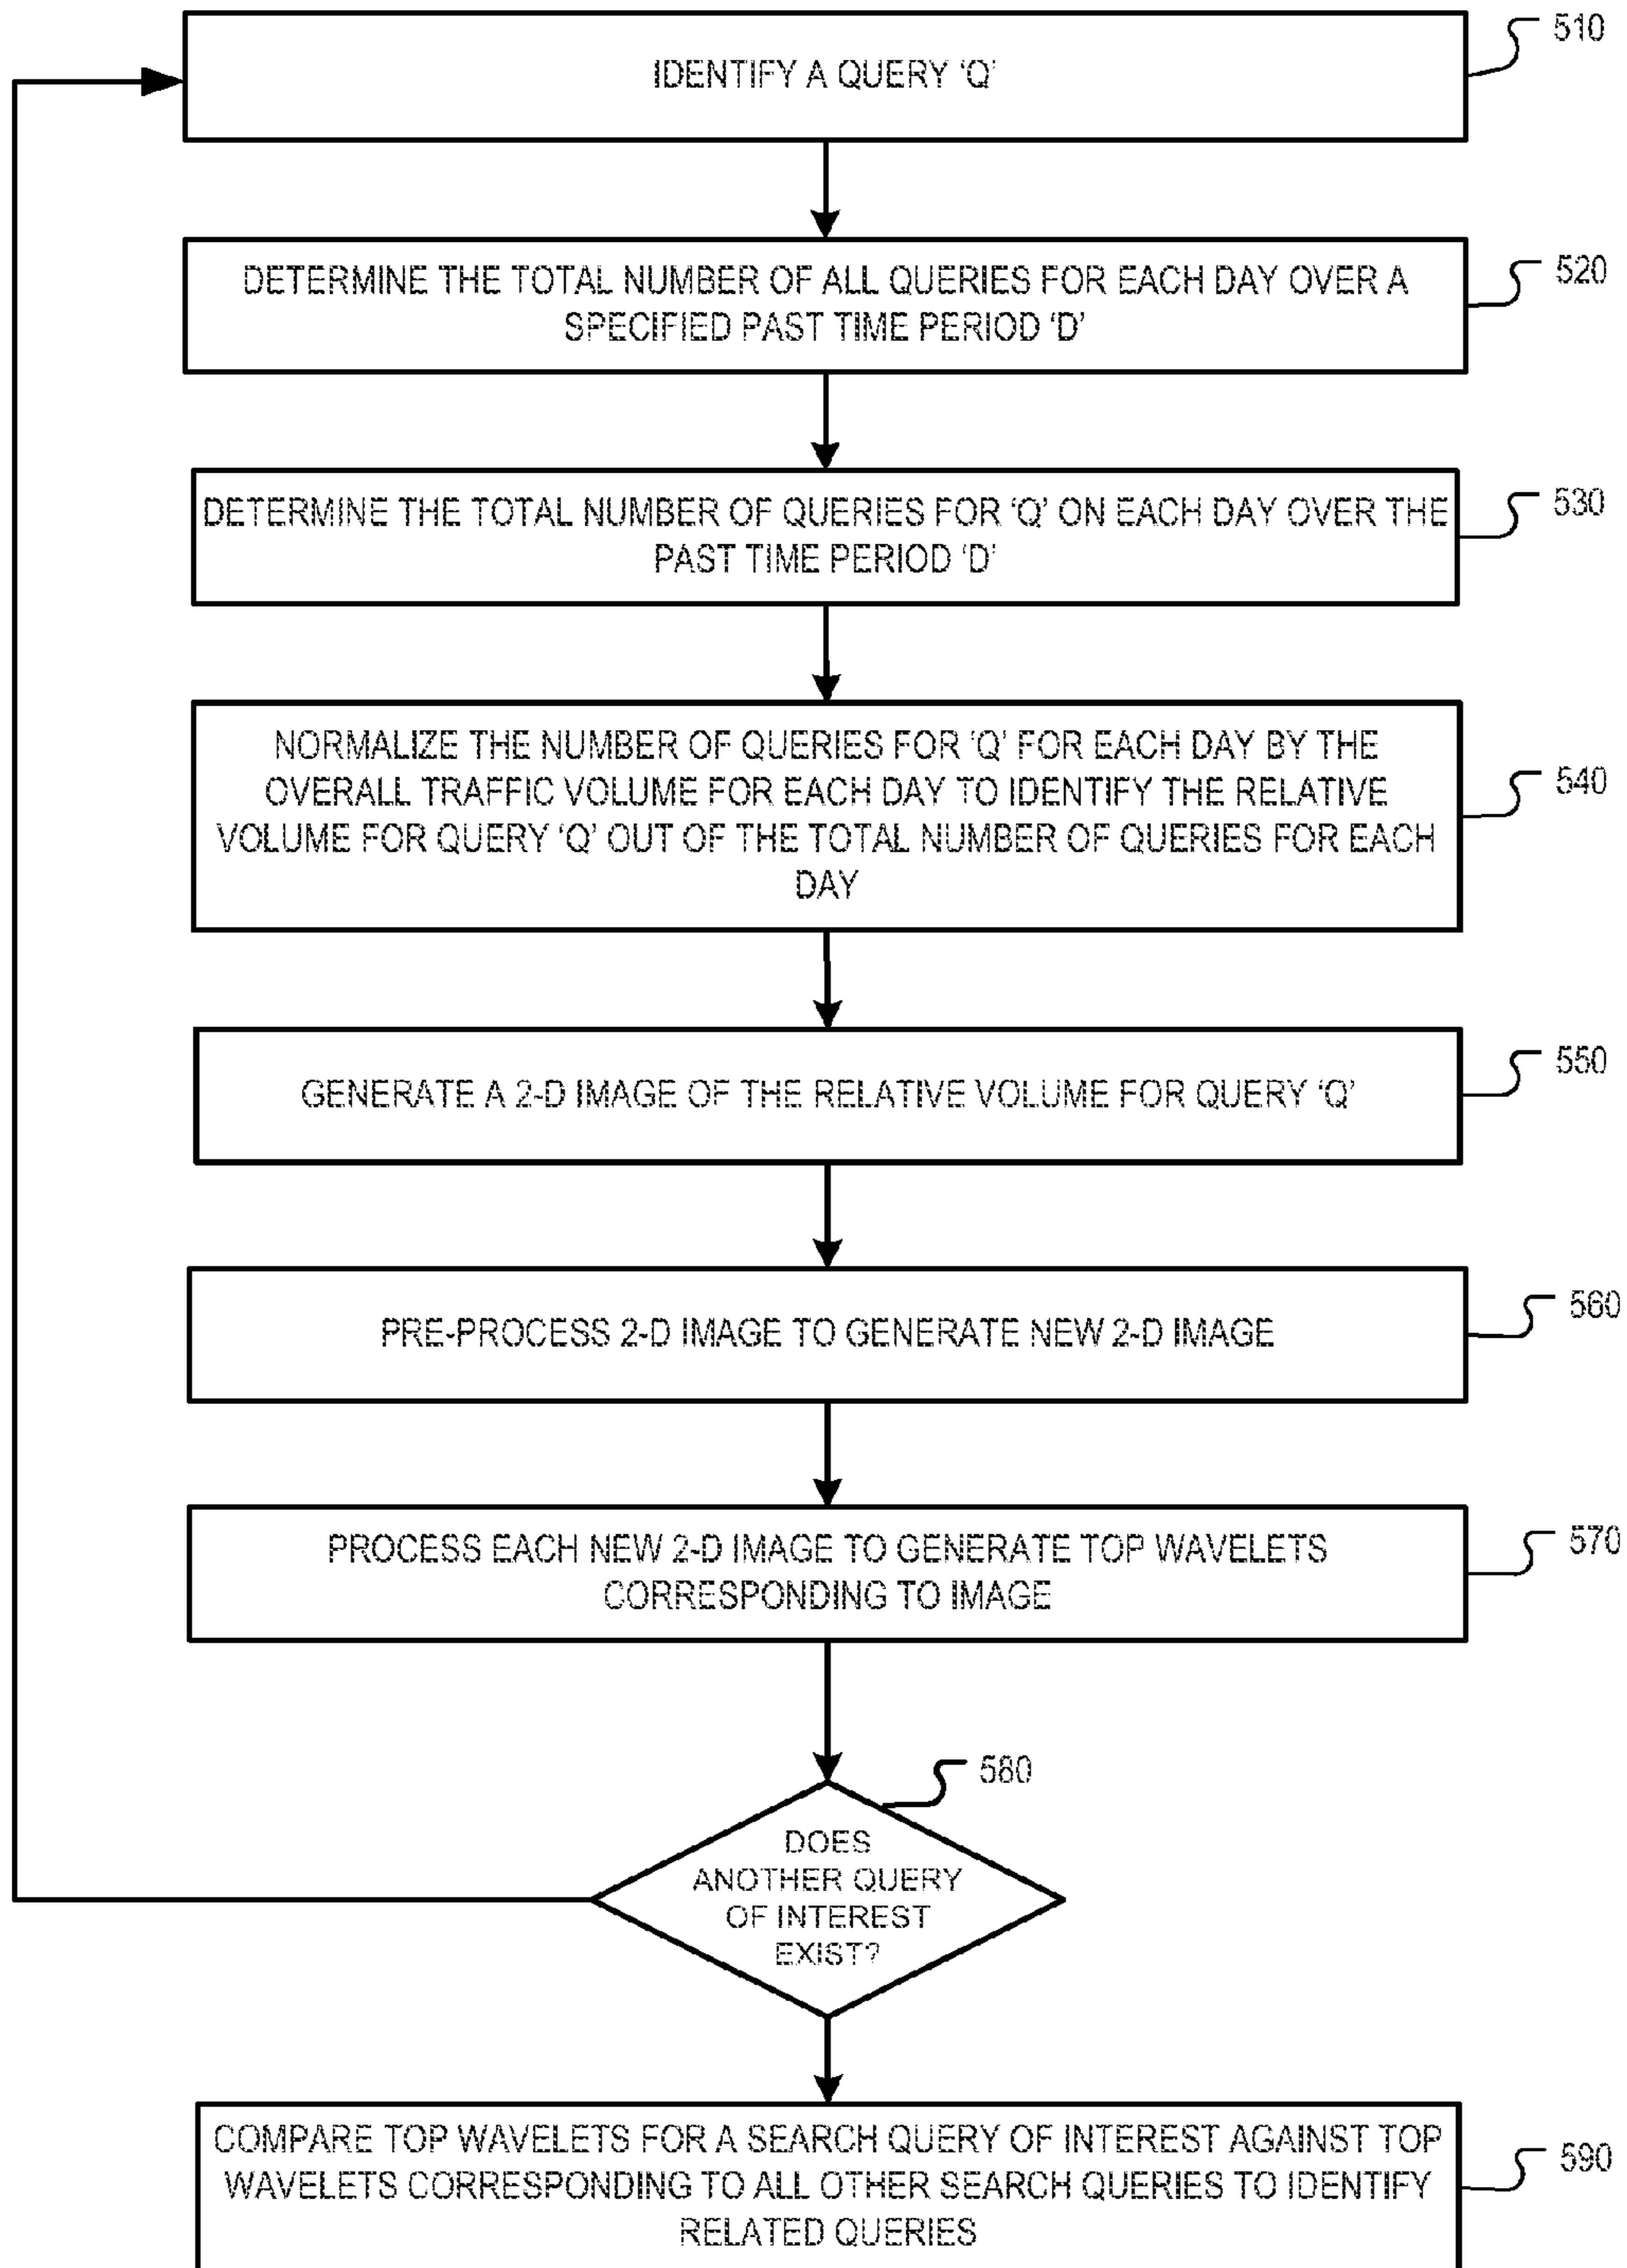 510
IDENTIFY A QUERY ‘Q’
520
DETERMINE THE TOTAL NUMBER OF ALL QUERIES FOR EACH DAY OVER A
SPECIFIED PAST TIME PERIOD ‘D’
530
DETERMINE THE TOTAL NUMBER OF QUERIES FOR ‘Q’ ON EACH DAY OVER THE
PAST TIME PERIOD ‘D’
540
NORMALIZE THE NUMBER OF QUERIES FOR ‘Q’ FOR EACH DAY BY THE
OVERALL TRAFFIC VOLUME FOR EACH DAY TO IDENTIFY THE RELATIVE
VOLUME FOR QUERY ‘Q’ OUT OF THE TOTAL NUMBER OF QUERIES FOR EACH
DAY
550
GENERATE A 2-D IMAGE OF THE RELATIVE VOLUME FOR QUERY ‘Q’
560
PRE-PROCESS 2-D IMAGE TO GENERATE NEW 2-D IMAGE
570
PROCESS EACH NEW 2-D IMAGE TO GENERATE TOP WAVELETS
CORRESPONDING TO IMAGE
580
DOES
ANOTHER QUERY
OF INTEREST
EXIST?
590
COMPARE TOP WAVELETS FOR A SEARCH QUERY OF INTEREST AGAINST TOP
WAVELETS CORRESPONDING TO ALL OTHER SEARCH QUERIES TO IDENTIFY
RELATED QUERIES